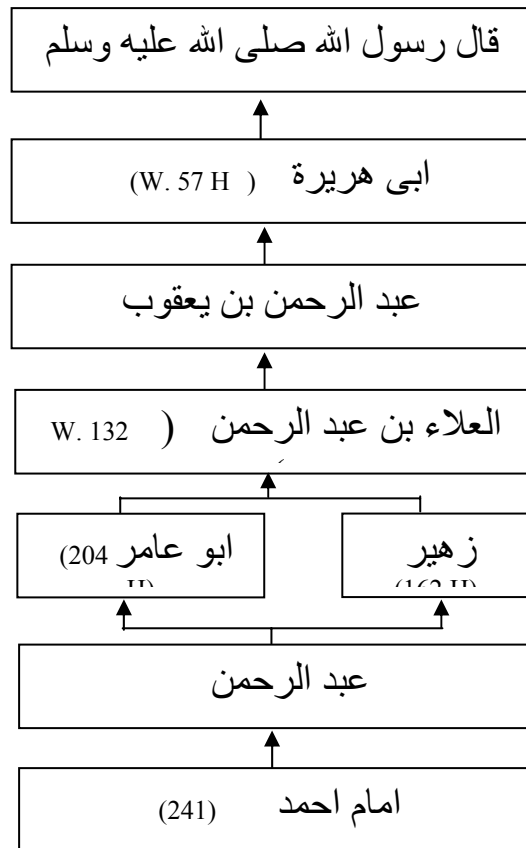 قال رسول الله صلى الله عليه وسلم
ابى هريرة (W. 57 H )
عبد الرحمن بن يعقوب
العلاء بن عبد الرحمن ( W. 132
ابو عامر (204
H)
زهير
(162 H)
عبد الرحمن
امام احمد (241)